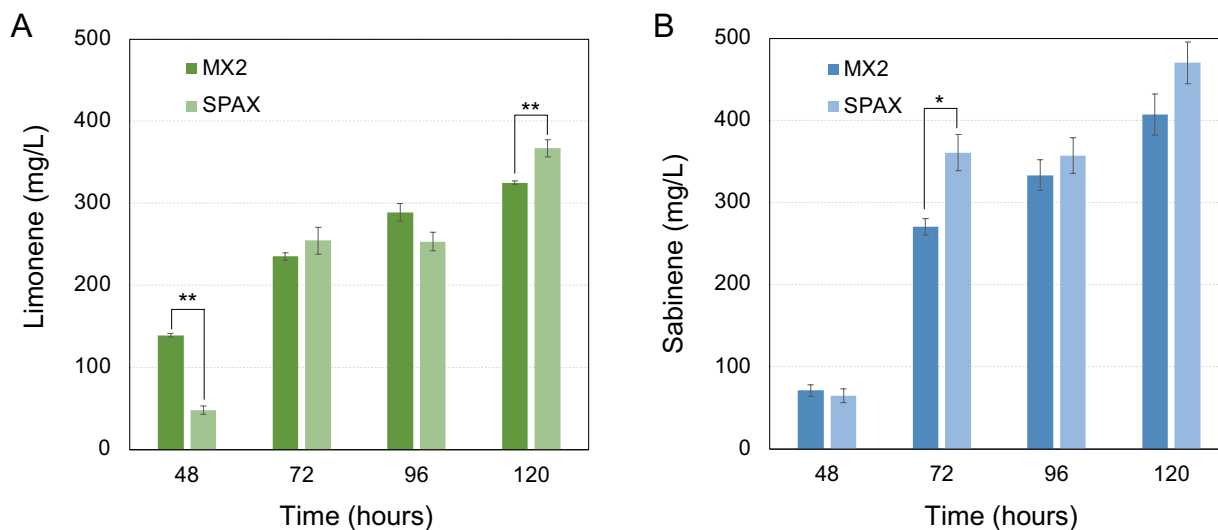 A
Limonene (mg/L)
500
400
300
200
100
0
MX2
SPAX
**
**
48 72 96 120
Time (hours)
B
Sabinene (mg/L)
500
400
300
200
100
0
MX2
SPAX
*
48 72 96 120
Time (hours)